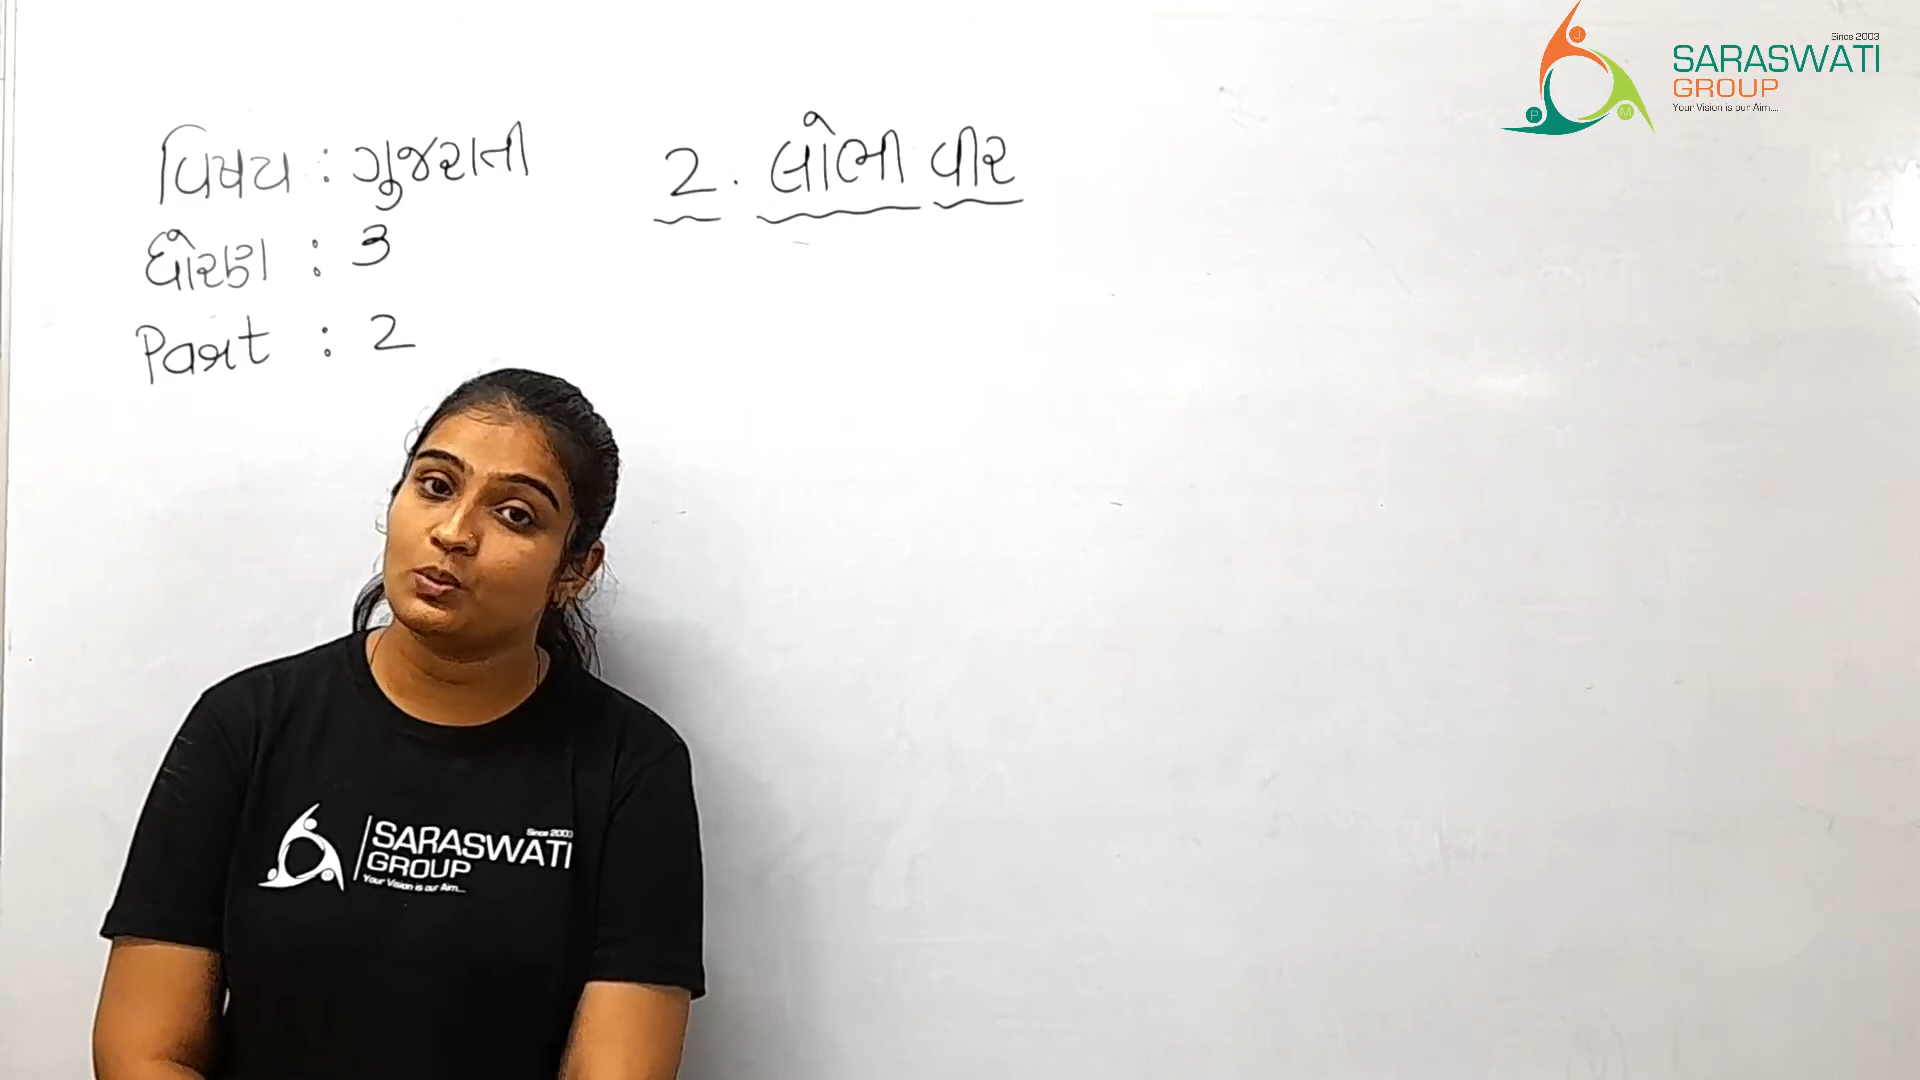 વિષય : ગુજરાતી
ધોરણ : ૩
Part : 2
2. લોભી વીર
Since 2003
SARASWATI
GROUP
Your Vision is our Aim....
J
P
M
Since 2003
SARASWATI
GROUP
Your Vision is our Aim....